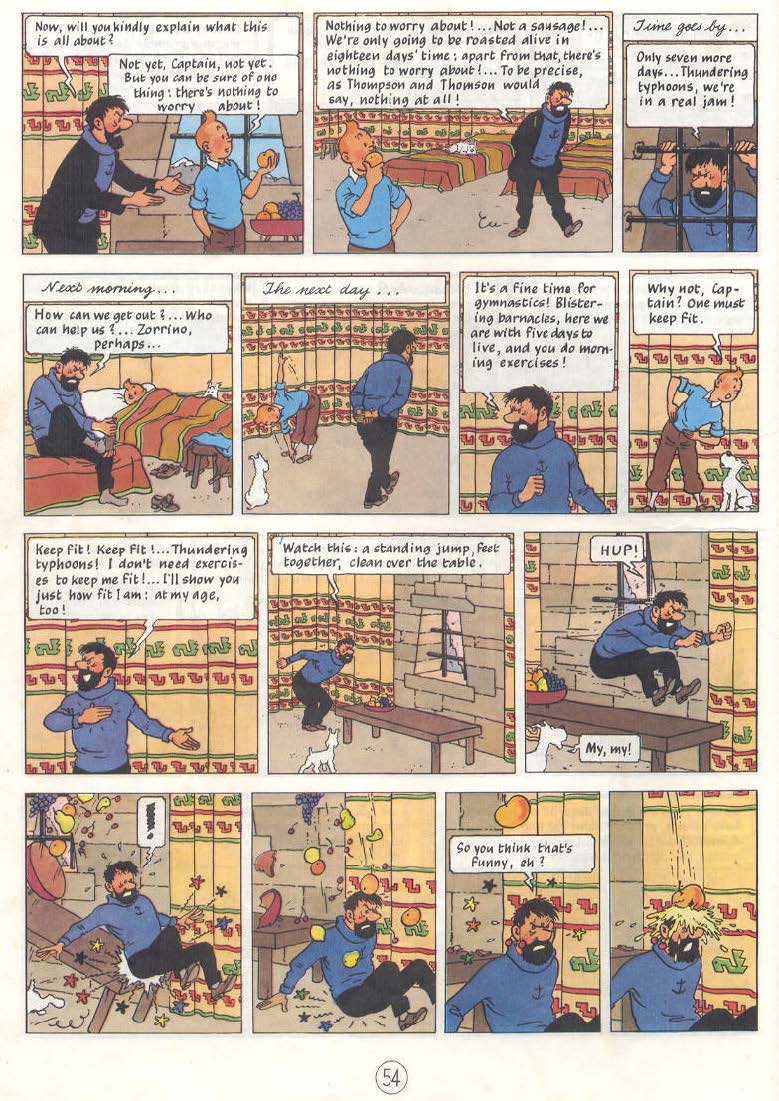 Now, will you kindly explain what this
is all about?
Not yet, Captain, not yet.
But you can be sure of one
thing: there's nothing to
worry about!
Nothing to worry about!... Not a sausage!...
We're only going to be roasted alive in
eighteen days' time: apart from that, there's
nothing to worry about!... To be precise,
as Thompson and Thomson would
say, nothing at all!
Time goes by...
Only seven more
days... Thundering
typhoons, we're
in a real jam!
Next morning...
How can we get out?... Who
can help us?... Zorrino,
perhaps...
The next day...
It's a fine time for
gymnastics! Blister-
ing barnacles, here we
are with five days to
live, and you do morn-
ing exercises!
Why not, Cap-
tain? One must
keep fit.
Keep fit! Keep fit!... Thundering
typhoons! I don't need exercis-
es to keep me fit!... I'll show you
just how fit I am: at my age,
too!
Watch this: a standing jump, feet
together, clean over the table.
HUP!
My, my!
So you think that's
funny, eh?
54